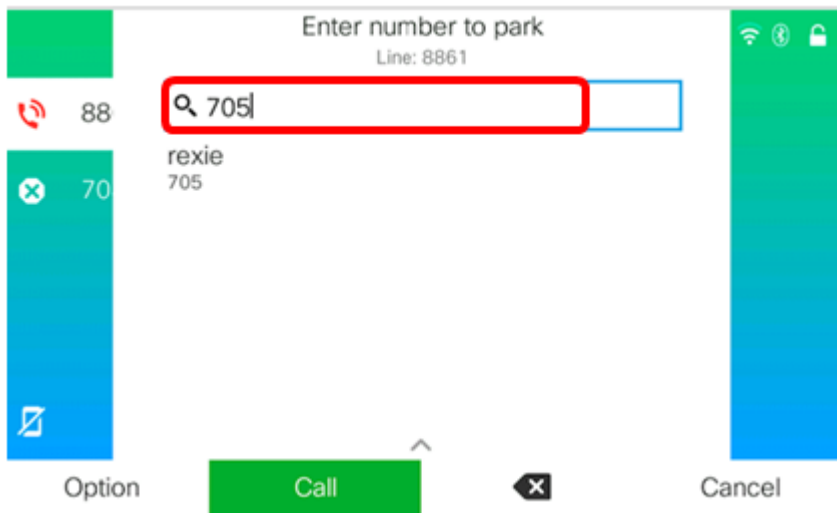 Enter number to park
Line: 8861
88
705
rexie
705
70
Option
Call
Cancel